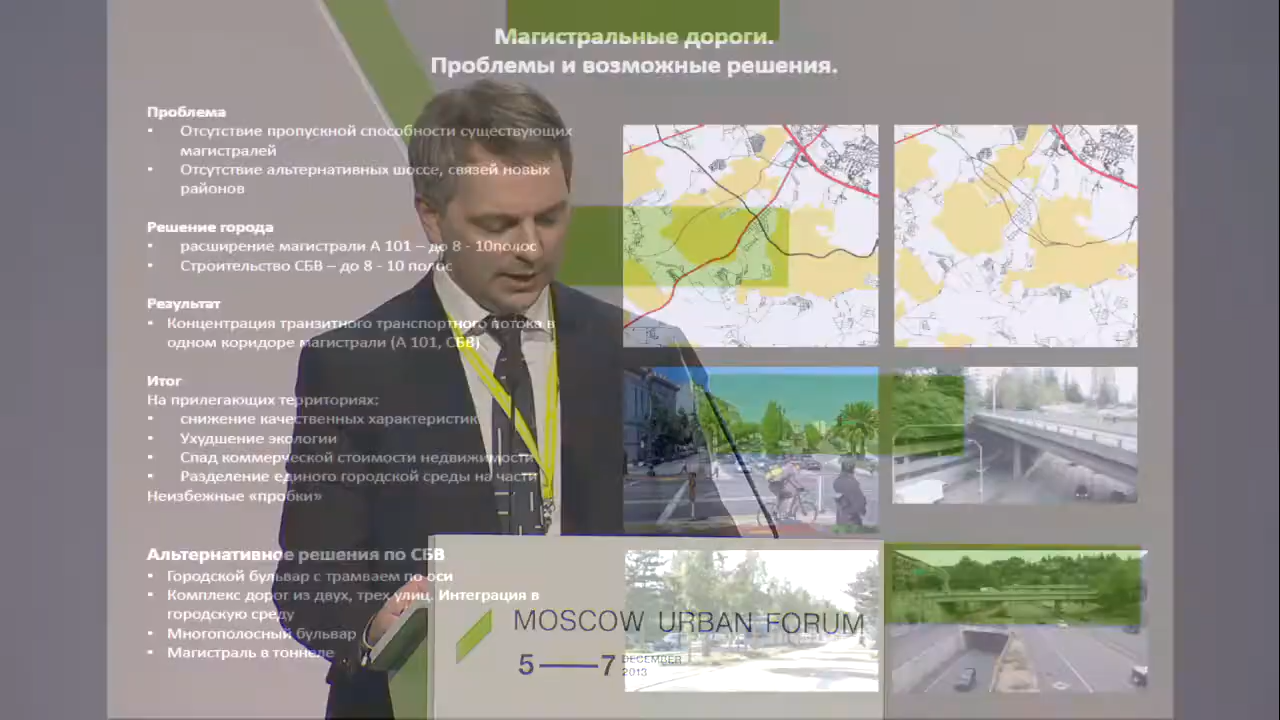 Магистральные дороги.
Проблемы и возможные решения.
Проблема
• Отсутствие пропускной способности существующих
магистралей
• Отсутствие альтернативных шоссе, связей новых
районов
Решение города
• расширение магистрали А 101 – до 8 - 10полос
• Строительство СБВ – до 8 - 10 полос
Результат
• Концентрация транзитного транспортного потока в
одном коридоре магистрали (А 101, СБВ)
Итог
На прилегающих территориях:
• снижение качественных характеристик
• Ухудшение экологии
• Спад коммерческой стоимости недвижимости
• Разделение единого городской среды на части
Неизбежные «пробки»
Альтернативное решения по СБВ
• Городской бульвар с трамваем по оси
• Комплекс дорог из двух, трех улиц. Интеграция в
городскую среду
• Многополосный бульвар
• Магистраль в тоннеле
MOSCOW URBAN FORUM
5—7 DECEMBER
2013